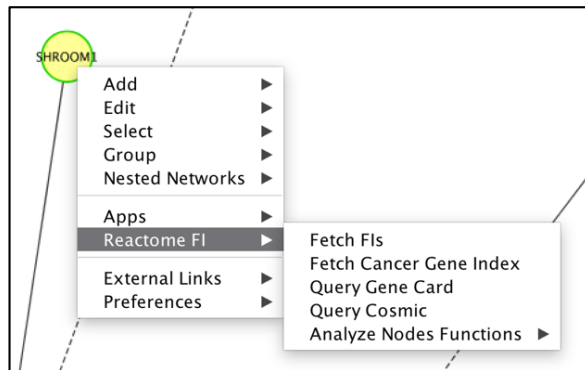 SHROOM1
Add
Edit
Select
Group
Nested Networks
Apps
Reactome FI
External Links
Preferences
Fetch FIs
Fetch Cancer Gene Index
Query Gene Card
Query Cosmic
Analyze Nodes Functions